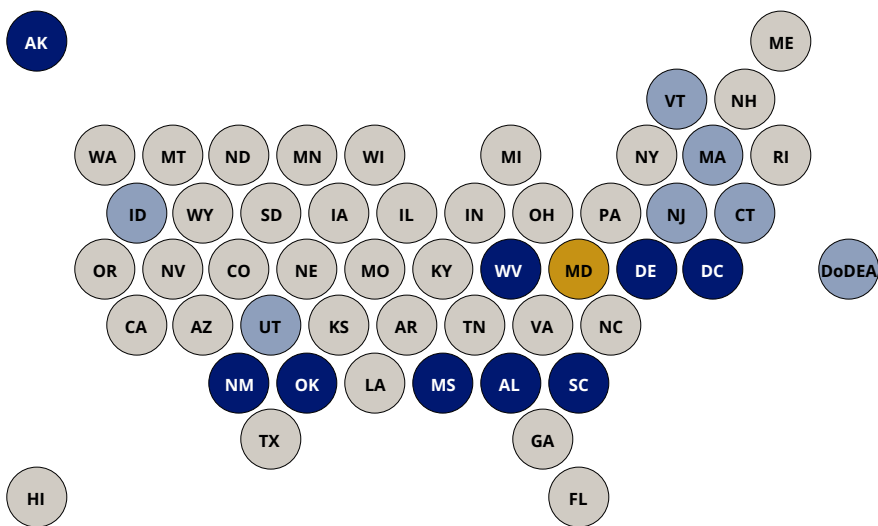 AK
ME
VT
NH
WA
MT
ND
MN
WI
MI
NY
MA
RI
ID
WY
SD
IA
IL
IN
OH
PA
NJ
CT
OR
NV
CO
NE
MO
KY
WV
MD
DE
DC
DoDEA
CA
AZ
UT
KS
AR
TN
VA
NC
NM
OK
LA
MS
AL
SC
TX
GA
HI
FL